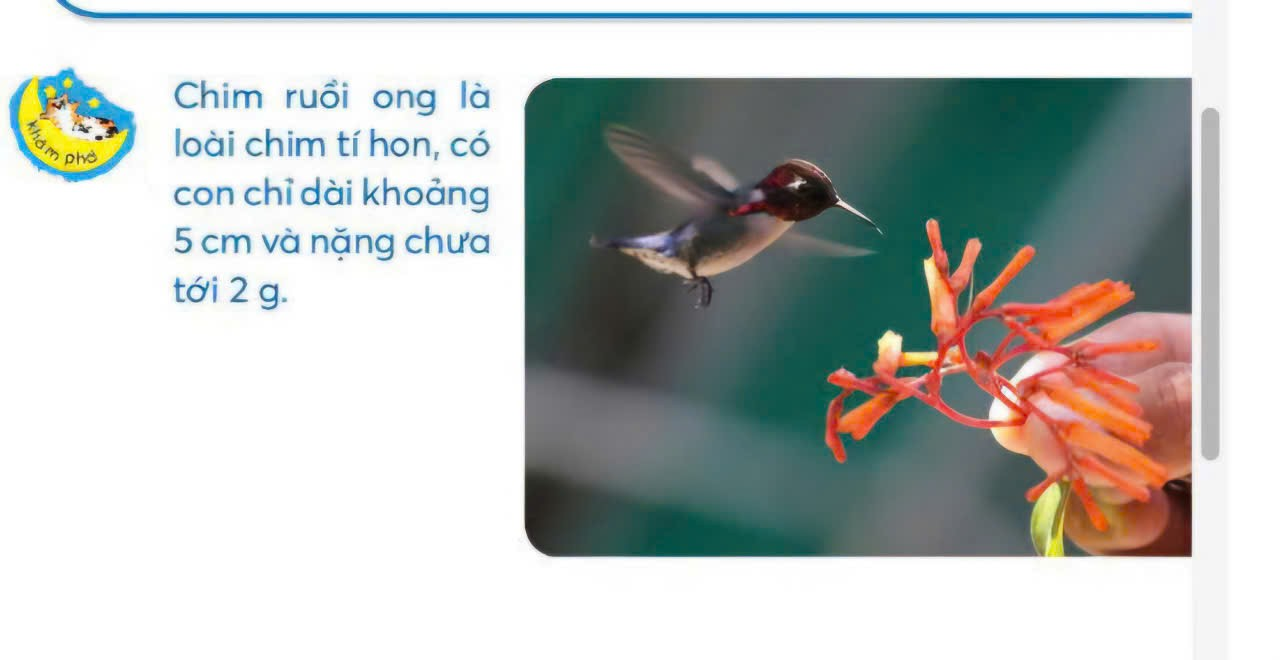 khám phá
Chim ruồi ong là
loài chim tí hon, có
con chỉ dài khoảng
5 cm và nặng chưa
tới 2 g.